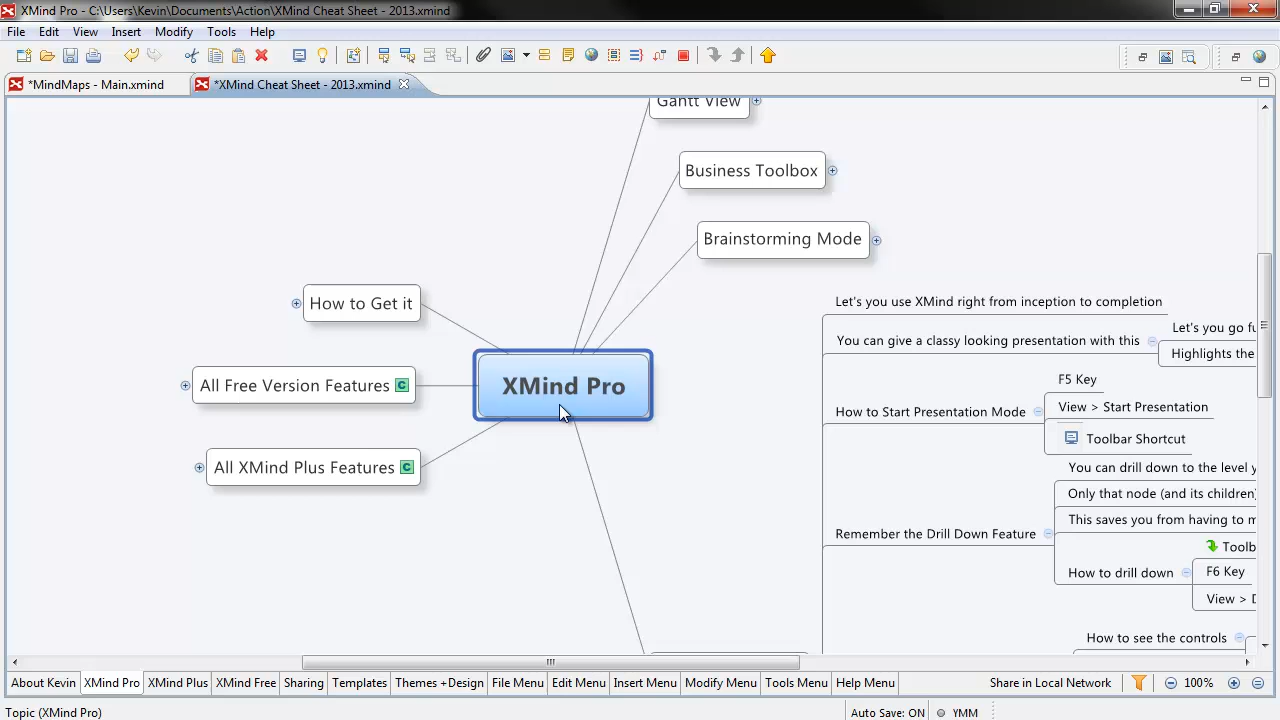 XMind Pro - C:\Users\Kevin\Documents\Action\XMind Cheat Sheet - 2013.xmind
File Edit View Insert Modify Tools Help
*MindMaps - Main.xmind *XMind Cheat Sheet - 2013.xmind
Gantt View
Business Toolbox
Brainstorming Mode
How to Get it
All Free Version Features C
XMind Pro
All XMind Plus Features C
Let's you use XMind right from inception to completion
You can give a classy looking presentation with this
Let's you go fu
Highlights the
How to Start Presentation Mode
F5 Key
View > Start Presentation
Toolbar Shortcut
Remember the Drill Down Feature
You can drill down to the level y
Only that node (and its children)
This saves you from having to m
How to drill down
Toolb
F6 Key
View > D
How to see the controls
About Kevin XMind Pro XMind Plus XMind Free Sharing Templates Themes +Design File Menu Edit Menu Insert Menu Modify Menu Tools Menu Help Menu Share in Local Network 100%
Topic (XMind Pro) Auto Save: ON YMM